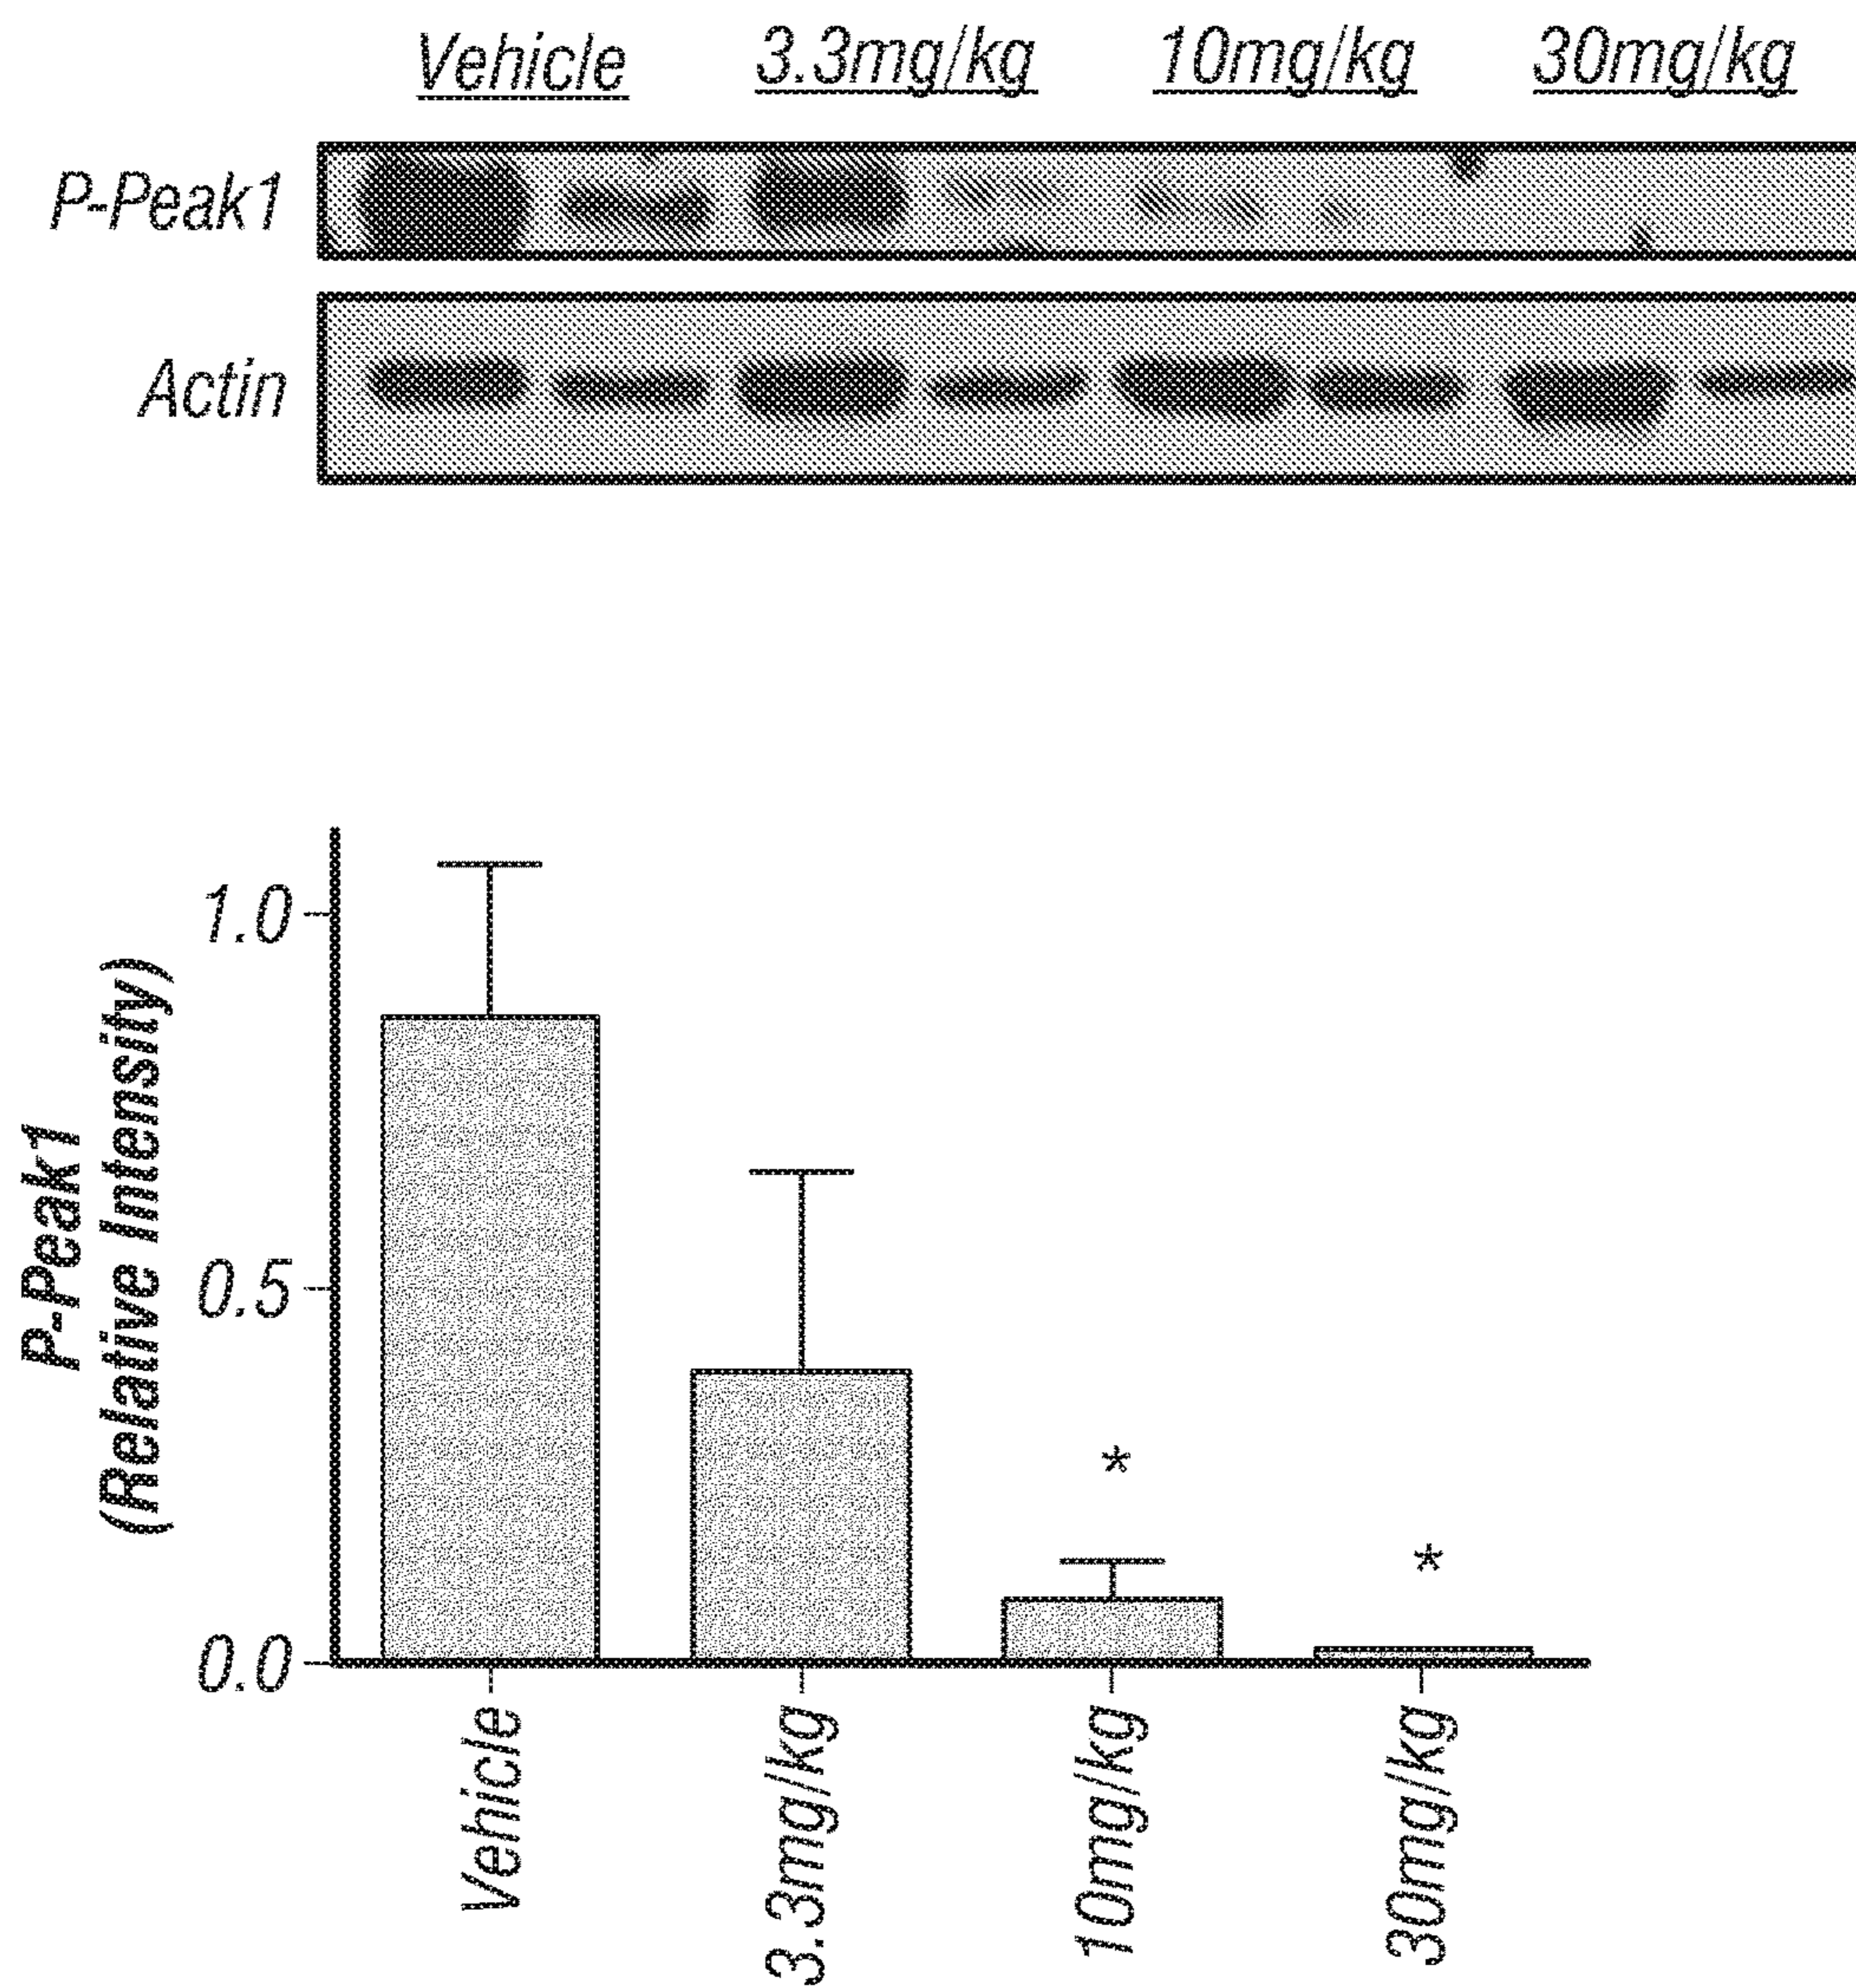 Vehicle 3.3mg/kg 10mg/kg 30mg/kg
P-Peak1
Actin
P-Peak1
(Relative Intensity)
1.0
0.5
0.0
*
*
Vehicle
3.3mg/kg
10mg/kg
30mg/kg